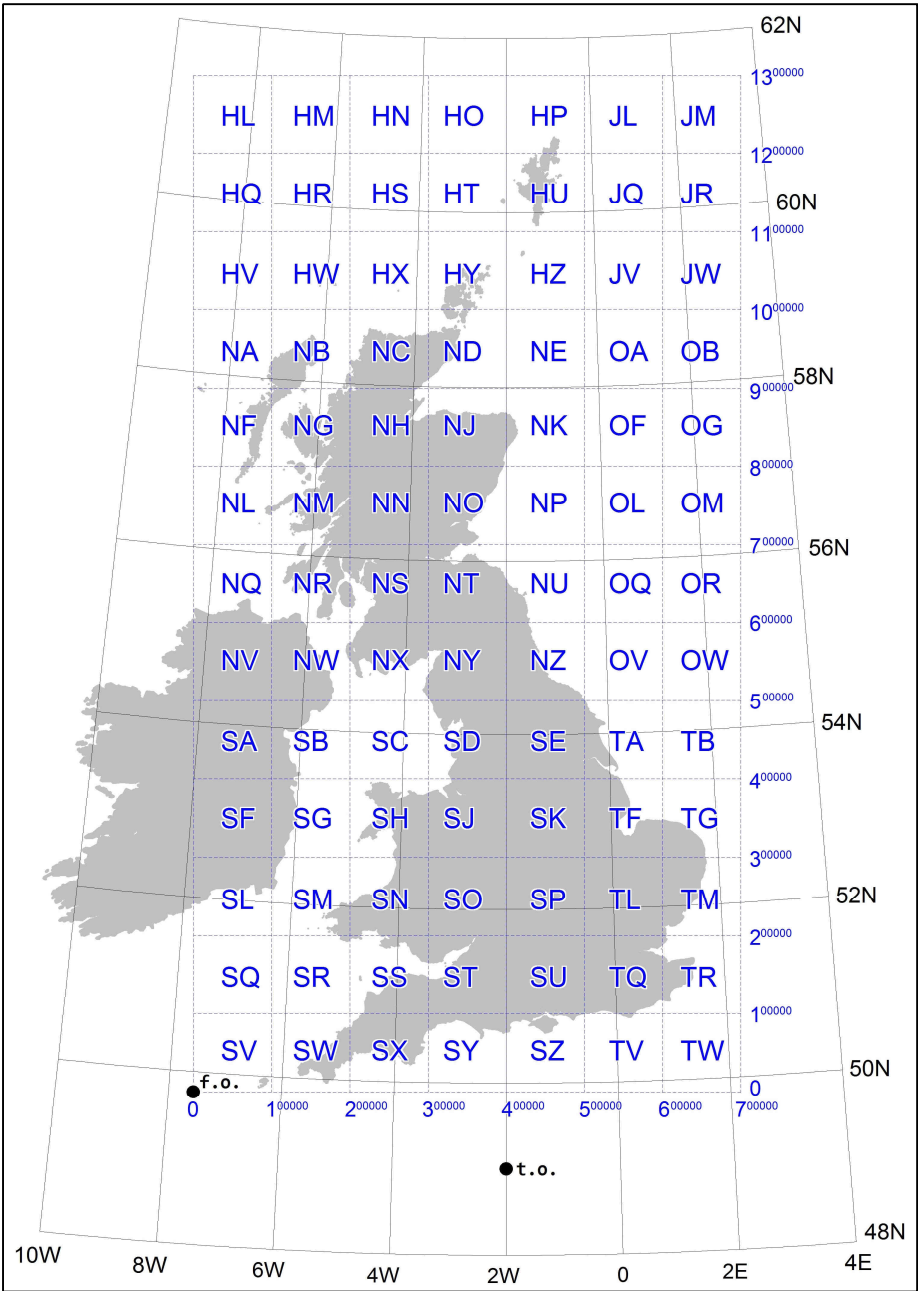 62N
13⁰⁰⁰⁰⁰
HL HM HN HO HP JL JM
12⁰⁰⁰⁰⁰
HQ HR HS HT HU JQ JR
60N
11⁰⁰⁰⁰⁰
HV HW HX HY HZ JV JW
10⁰⁰⁰⁰⁰
NA NB NC ND NE OA OB
58N
9⁰⁰⁰⁰⁰
NF NG NH NJ NK OF OG
8⁰⁰⁰⁰⁰
NL NM NN NO NP OL OM
7⁰⁰⁰⁰⁰
56N
NQ NR NS NT NU OQ OR
6⁰⁰⁰⁰⁰
NV NW NX NY NZ OV OW
5⁰⁰⁰⁰⁰
54N
SA SB SC SD SE TA TB
4⁰⁰⁰⁰⁰
SF SG SH SJ SK TF TG
3⁰⁰⁰⁰⁰
SL SM SN SO SP TL TM
52N
2⁰⁰⁰⁰⁰
SQ SR SS ST SU TQ TR
1⁰⁰⁰⁰⁰
SV SW SX SY SZ TV TW
50N
f.o.
0
0 1⁰⁰⁰⁰⁰ 2⁰⁰⁰⁰⁰ 3⁰⁰⁰⁰⁰ 4⁰⁰⁰⁰⁰ 5⁰⁰⁰⁰⁰ 6⁰⁰⁰⁰⁰ 7⁰⁰⁰⁰⁰
t.o.
48N
10W 8W 6W 4W 2W 0 2E 4E